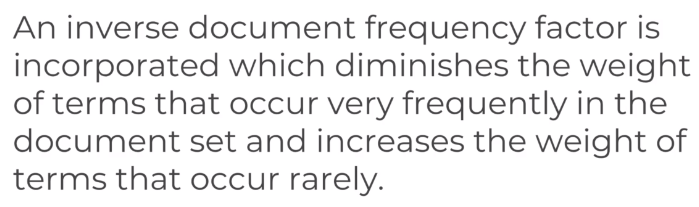 An inverse document frequency factor is
incorporated which diminishes the weight
of terms that occur very frequently in the
document set and increases the weight of
terms that occur rarely.